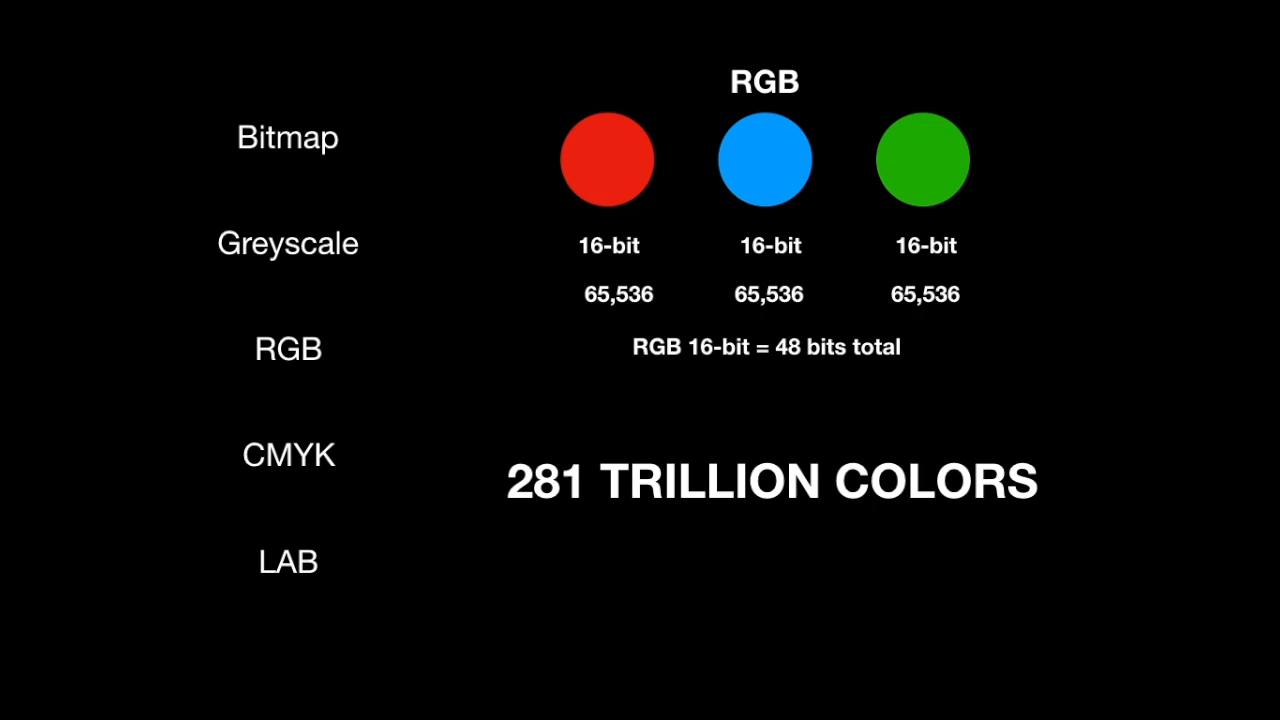 Bitmap
Greyscale
RGB
CMYK
LAB
RGB
16-bit 16-bit 16-bit
65,536 65,536 65,536
RGB 16-bit = 48 bits total
281 TRILLION COLORS